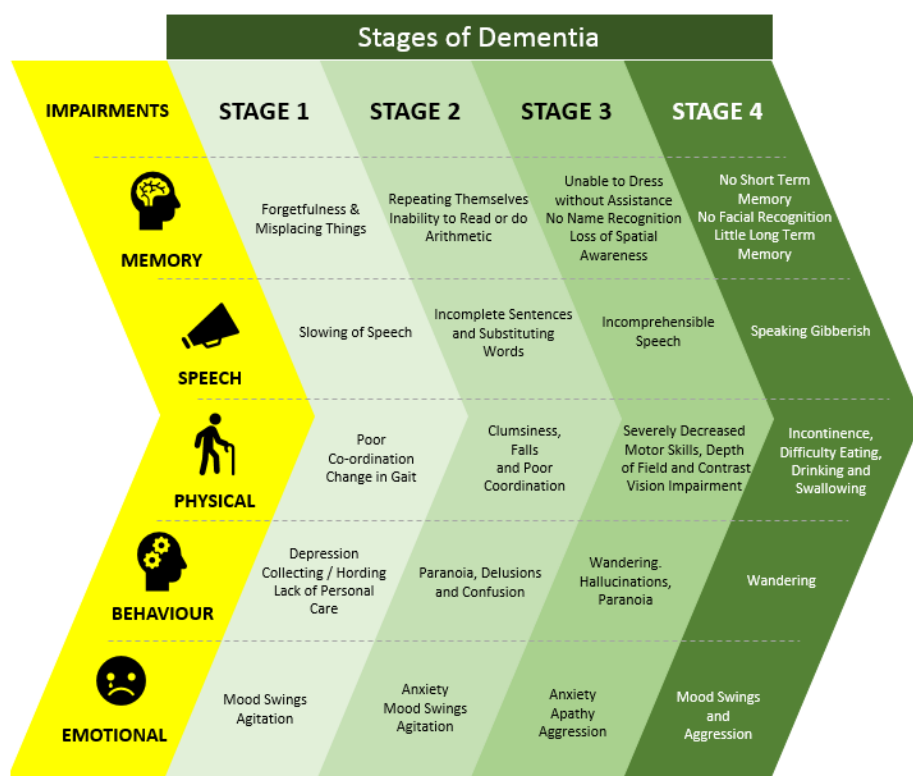 Stages of Dementia
IMPAIRMENTS
STAGE 1
STAGE 2
STAGE 3
STAGE 4
MEMORY
Forgetfulness &
Misplacing Things
Repeating Themselves
Inability to Read or do
Arithmetic
Unable to Dress
without Assistance
No Name Recognition
Loss of Spatial
Awareness
No Short Term
Memory
No Facial Recognition
Little Long Term
Memory
SPEECH
Slowing of Speech
Incomplete Sentences
and Substituting
Words
Incomprehensible
Speech
Speaking Gibberish
PHYSICAL
Poor
Co-ordination
Change in Gait
Clumsiness,
Falls
and Poor
Coordination
Severely Decreased
Motor Skills, Depth
of Field and Contrast
Vision Impairment
Incontinence,
Difficulty Eating,
Drinking and
Swallowing
BEHAVIOUR
Depression
Collecting / Hording
Lack of Personal
Care
Paranoia, Delusions
and Confusion
Wandering.
Hallucinations,
Paranoia
Wandering
EMOTIONAL
Mood Swings
Agitation
Anxiety
Mood Swings
Agitation
Anxiety
Apathy
Aggression
Mood Swings
and
Aggression